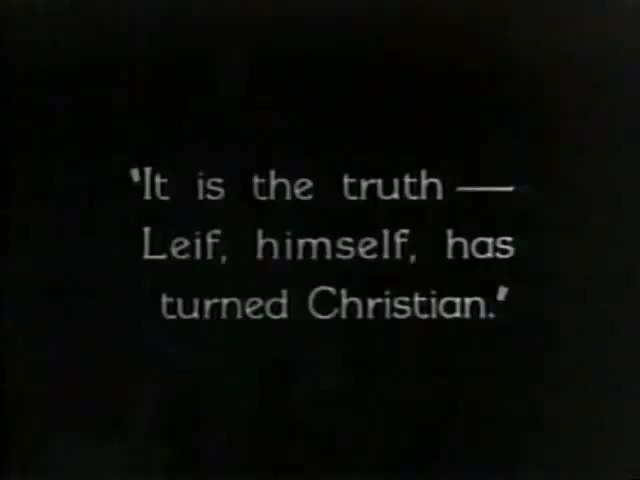 "It is the truth —
Leif, himself, has
turned Christian."